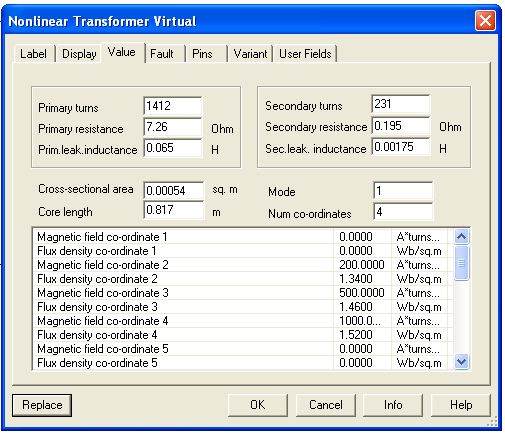 Nonlinear Transformer Virtual
Label Display Value Fault Pins Variant User Fields
Primary turns 1412
Primary resistance 7.26 Ohm
Prim.leak.inductance 0.065 H
Secondary turns 231
Secondary resistance 0.195 Ohm
Sec.leak. inductance 0.00175 H
Cross-sectional area 0.00054 sq. m
Core length 0.817 m
Mode 1
Num co-ordinates 4
Magnetic field co-ordinate 1 0.0000 A*turns...
Flux density co-ordinate 1 0.0000 Wb/sq.m
Magnetic field co-ordinate 2 200.0000 A*turns...
Flux density co-ordinate 2 1.3400 Wb/sq.m
Magnetic field co-ordinate 3 500.0000 A*turns...
Flux density co-ordinate 3 1.4600 Wb/sq.m
Magnetic field co-ordinate 4 1000.0... A*turns...
Flux density co-ordinate 4 1.5200 Wb/sq.m
Magnetic field co-ordinate 5 0.0000 A*turns...
Flux density co-ordinate 5 0.0000 Wb/sq.m
Replace OK Cancel Info Help